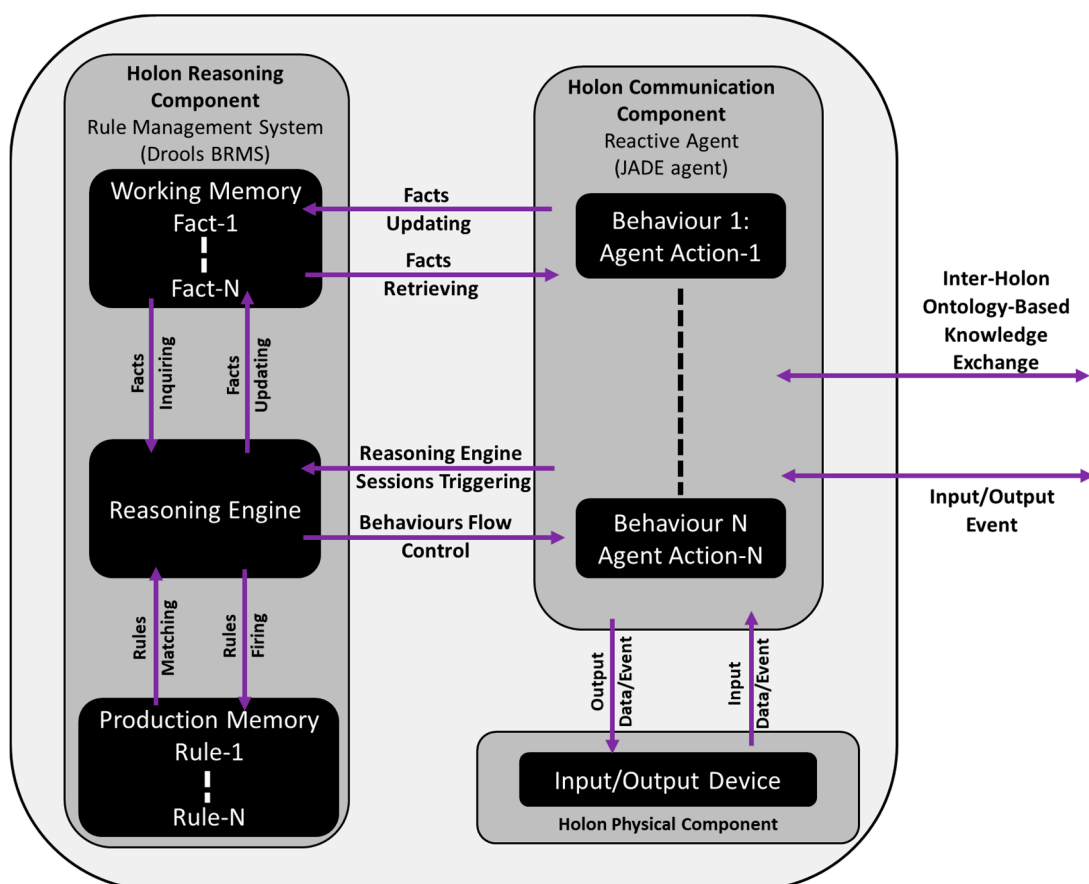 Holon Reasoning
Component
Rule Management System
(Drools BRMS)
Working Memory
Fact-1
Fact-N
Facts
Inquiring
Facts
Updating
Reasoning Engine
Rules
Matching
Rules
Firing
Production Memory
Rule-1
Rule-N
Facts
Updating
Facts
Retrieving
Reasoning Engine
Sessions Triggering
Behaviours Flow
Control
Holon Communication
Component
Reactive Agent
(JADE agent)
Behaviour 1:
Agent Action-1
Behaviour N
Agent Action-N
Output
Data/Event
Input
Data/Event
Input/Output Device
Holon Physical Component
Inter-Holon
Ontology-Based
Knowledge
Exchange
Input/Output
Event